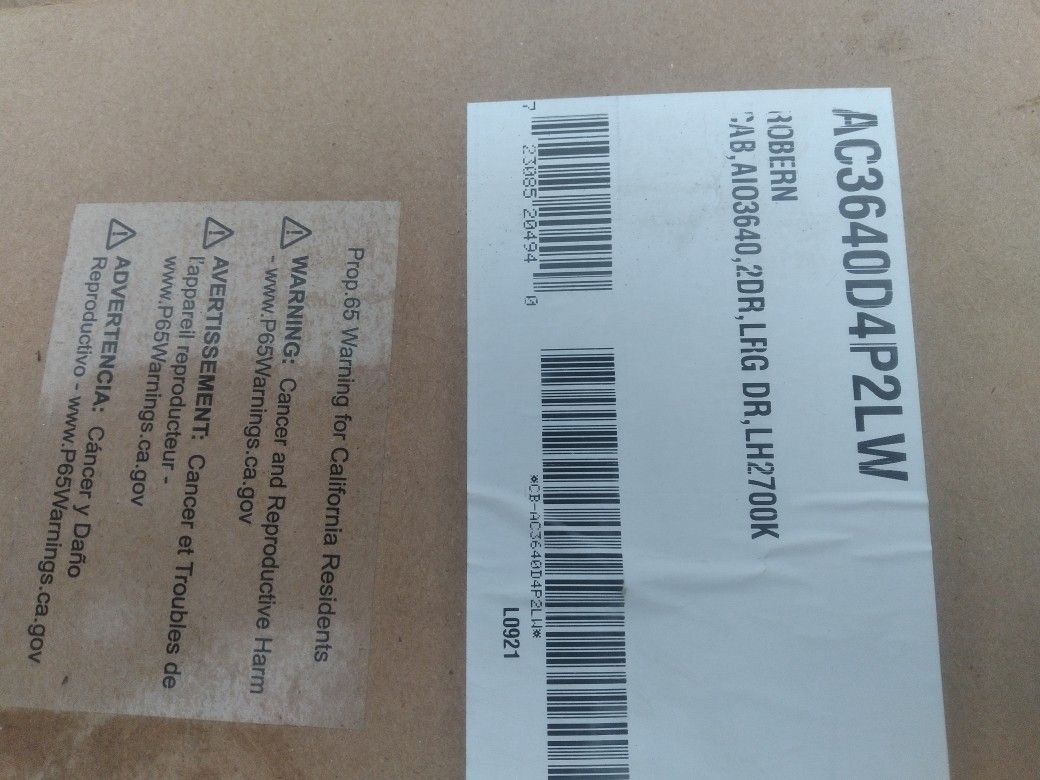 AC3640D4P2LW
ROBERN
CAB,AIO3640,2DR,LRG DR,LH2700K
7 23085 20494 0
*CB-AC3640D4P2LW*
L0921
Prop 65 Warning for California Residents
WARNING: Cancer and Reproductive Harm
- www.P65Warnings.ca.gov
AVERTISSEMENT: Cancer et Troubles de
l'appareil reproducteur -
www.P65Warnings.ca.gov
ADVERTENCIA: Cáncer y Daño
Reproductivo - www.P65Warnings.ca.gov